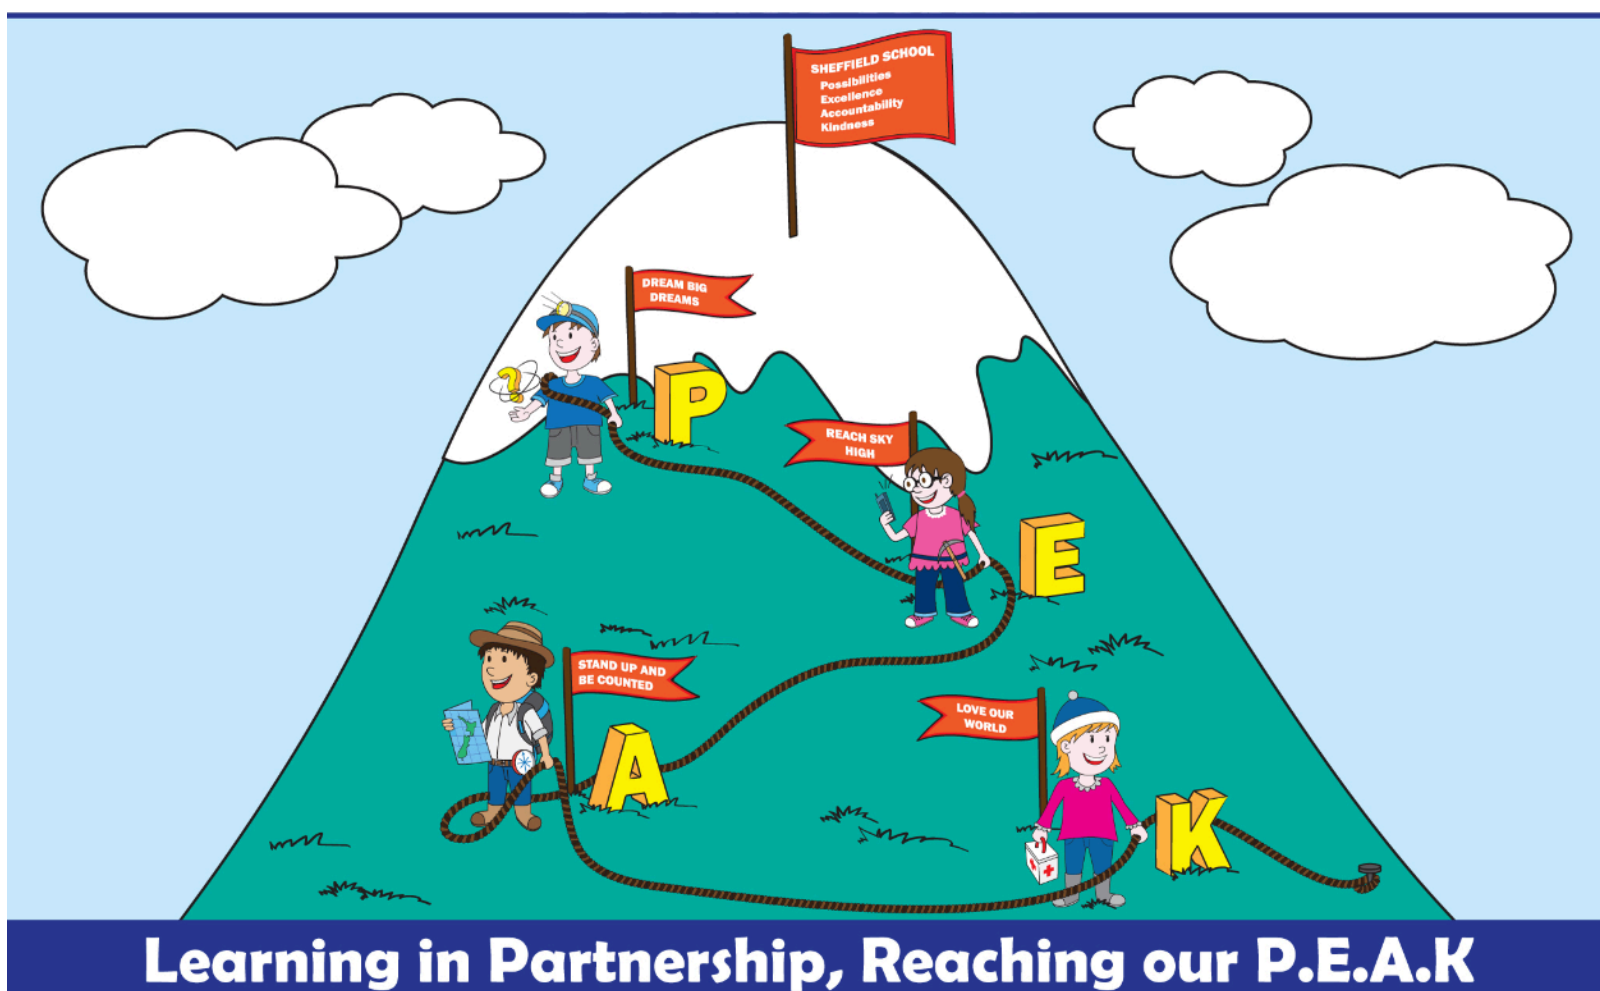 SHEFFIELD SCHOOL
Possibilities
Excellence
Accountability
Kindness
DREAM BIG
DREAMS
P
REACH SKY
HIGH
E
STAND UP AND
BE COUNTED
A
LOVE OUR
WORLD
K
Learning in Partnership, Reaching our P.E.A.K